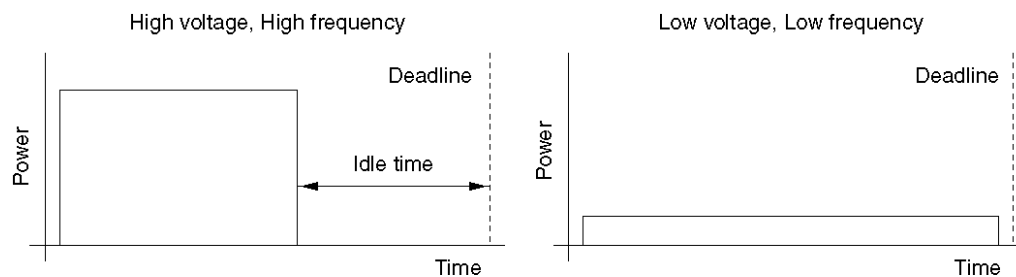 High voltage, High frequency
Deadline
Idle time
Power
Time
Low voltage, Low frequency
Deadline
Power
Time